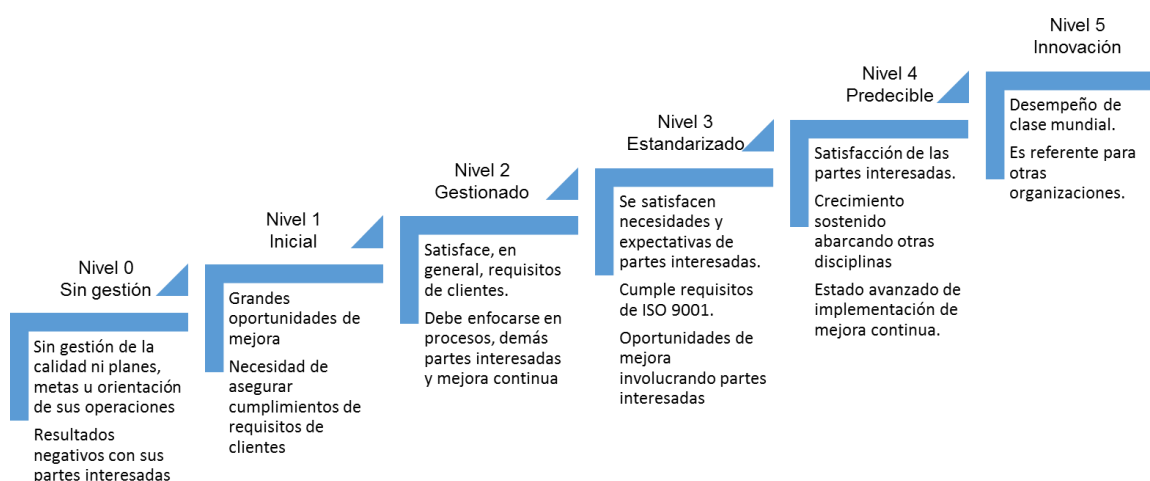 Nivel 0
Sin gestión
Sin gestión de la
calidad ni planes,
metas u orientación
de sus operaciones
Resultados
negativos con sus
partes interesadas
Nivel 1
Inicial
Grandes
oportunidades de
mejora
Necesidad de
asegurar
cumplimientos de
requisitos de
clientes
Nivel 2
Gestionado
Satisface, en
general, requisitos
de clientes.
Debe enfocarse en
procesos, demás
partes interesadas
y mejora continua
Nivel 3
Estandarizado
Se satisfacen
necesidades y
expectativas de
partes interesadas.
Cumple requisitos
de ISO 9001.
Oportunidades de
mejora
involucrando partes
interesadas
Nivel 4
Predecible
Satisfacción de las
partes interesadas.
Crecimiento
sostenido
abarcando otras
disciplinas
Estado avanzado de
implementación de
mejora continua.
Nivel 5
Innovación
Desempeño de
clase mundial.
Es referente para
otras
organizaciones.